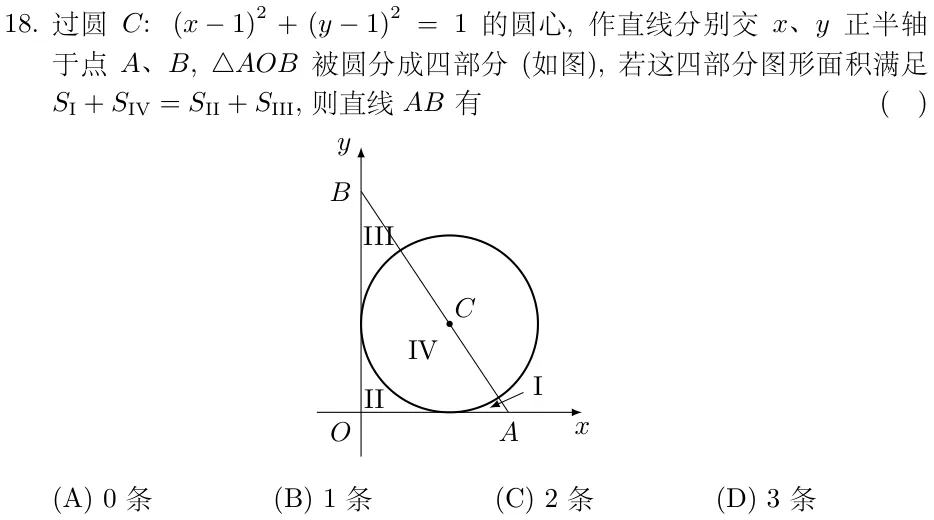 18. 过圆 C: (x − 1)² + (y − 1)² = 1 的圆心, 作直线分别交 x、y 正半轴
于点 A、B, △AOB 被圆分成四部分 (如图), 若这四部分图形面积满足
S_I + S_IV = S_II + S_III, 则直线 AB 有 ( )
y
B
III
C
IV
I
II
O
A
x
(A) 0 条 (B) 1 条 (C) 2 条 (D) 3 条